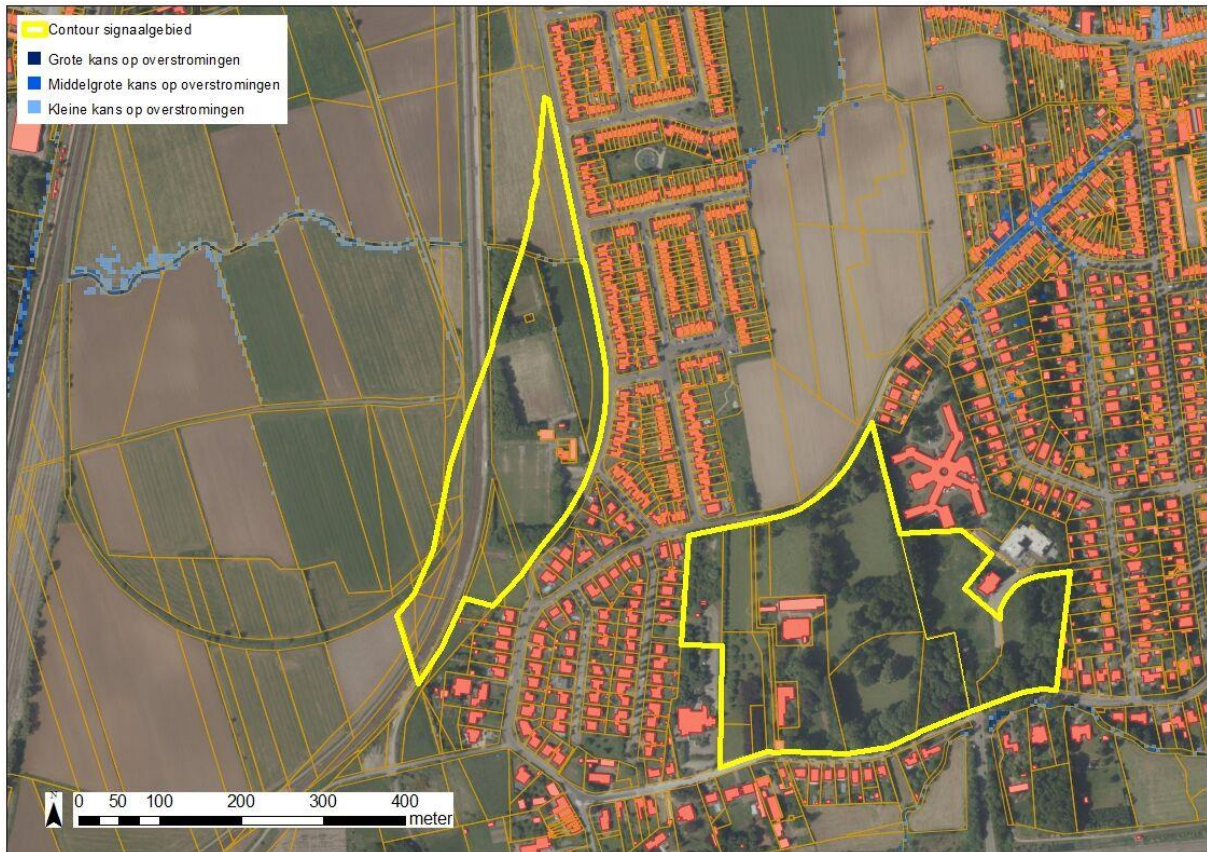 Contour signaalgebied
Grote kans op overstromingen
Middelgrote kans op overstromingen
Kleine kans op overstromingen
N
0 50 100 200 300 400
meter